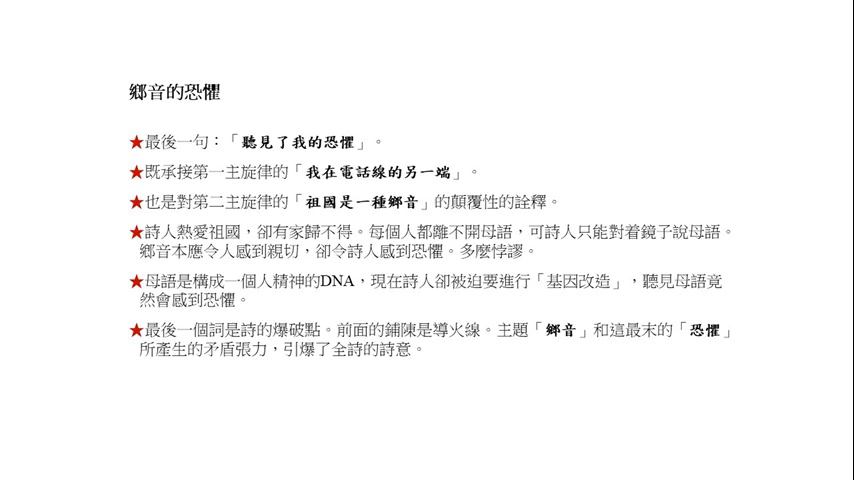 鄉音的恐懼
★最後一句：「聽見了我的恐懼」。
★既承接第一主旋律的「我在電話線的另一端」。
★也是對第二主旋律的「祖國是一種鄉音」的顛覆性的詮釋。
★詩人熱愛祖國，卻有家歸不得。每個人都離不開母語，可詩人只能對着鏡子說母語。
鄉音本應令人感到親切，卻令詩人感到恐懼。多麼悖謬。
★母語是構成一個人精神的DNA，現在詩人卻被迫要進行「基因改造」，聽見母語竟
然會感到恐懼。
★最後一個詞是詩的爆破點。前面的鋪陳是導火線。主題「鄉音」和這最末的「恐懼」
所產生的矛盾張力，引爆了全詩的詩意。